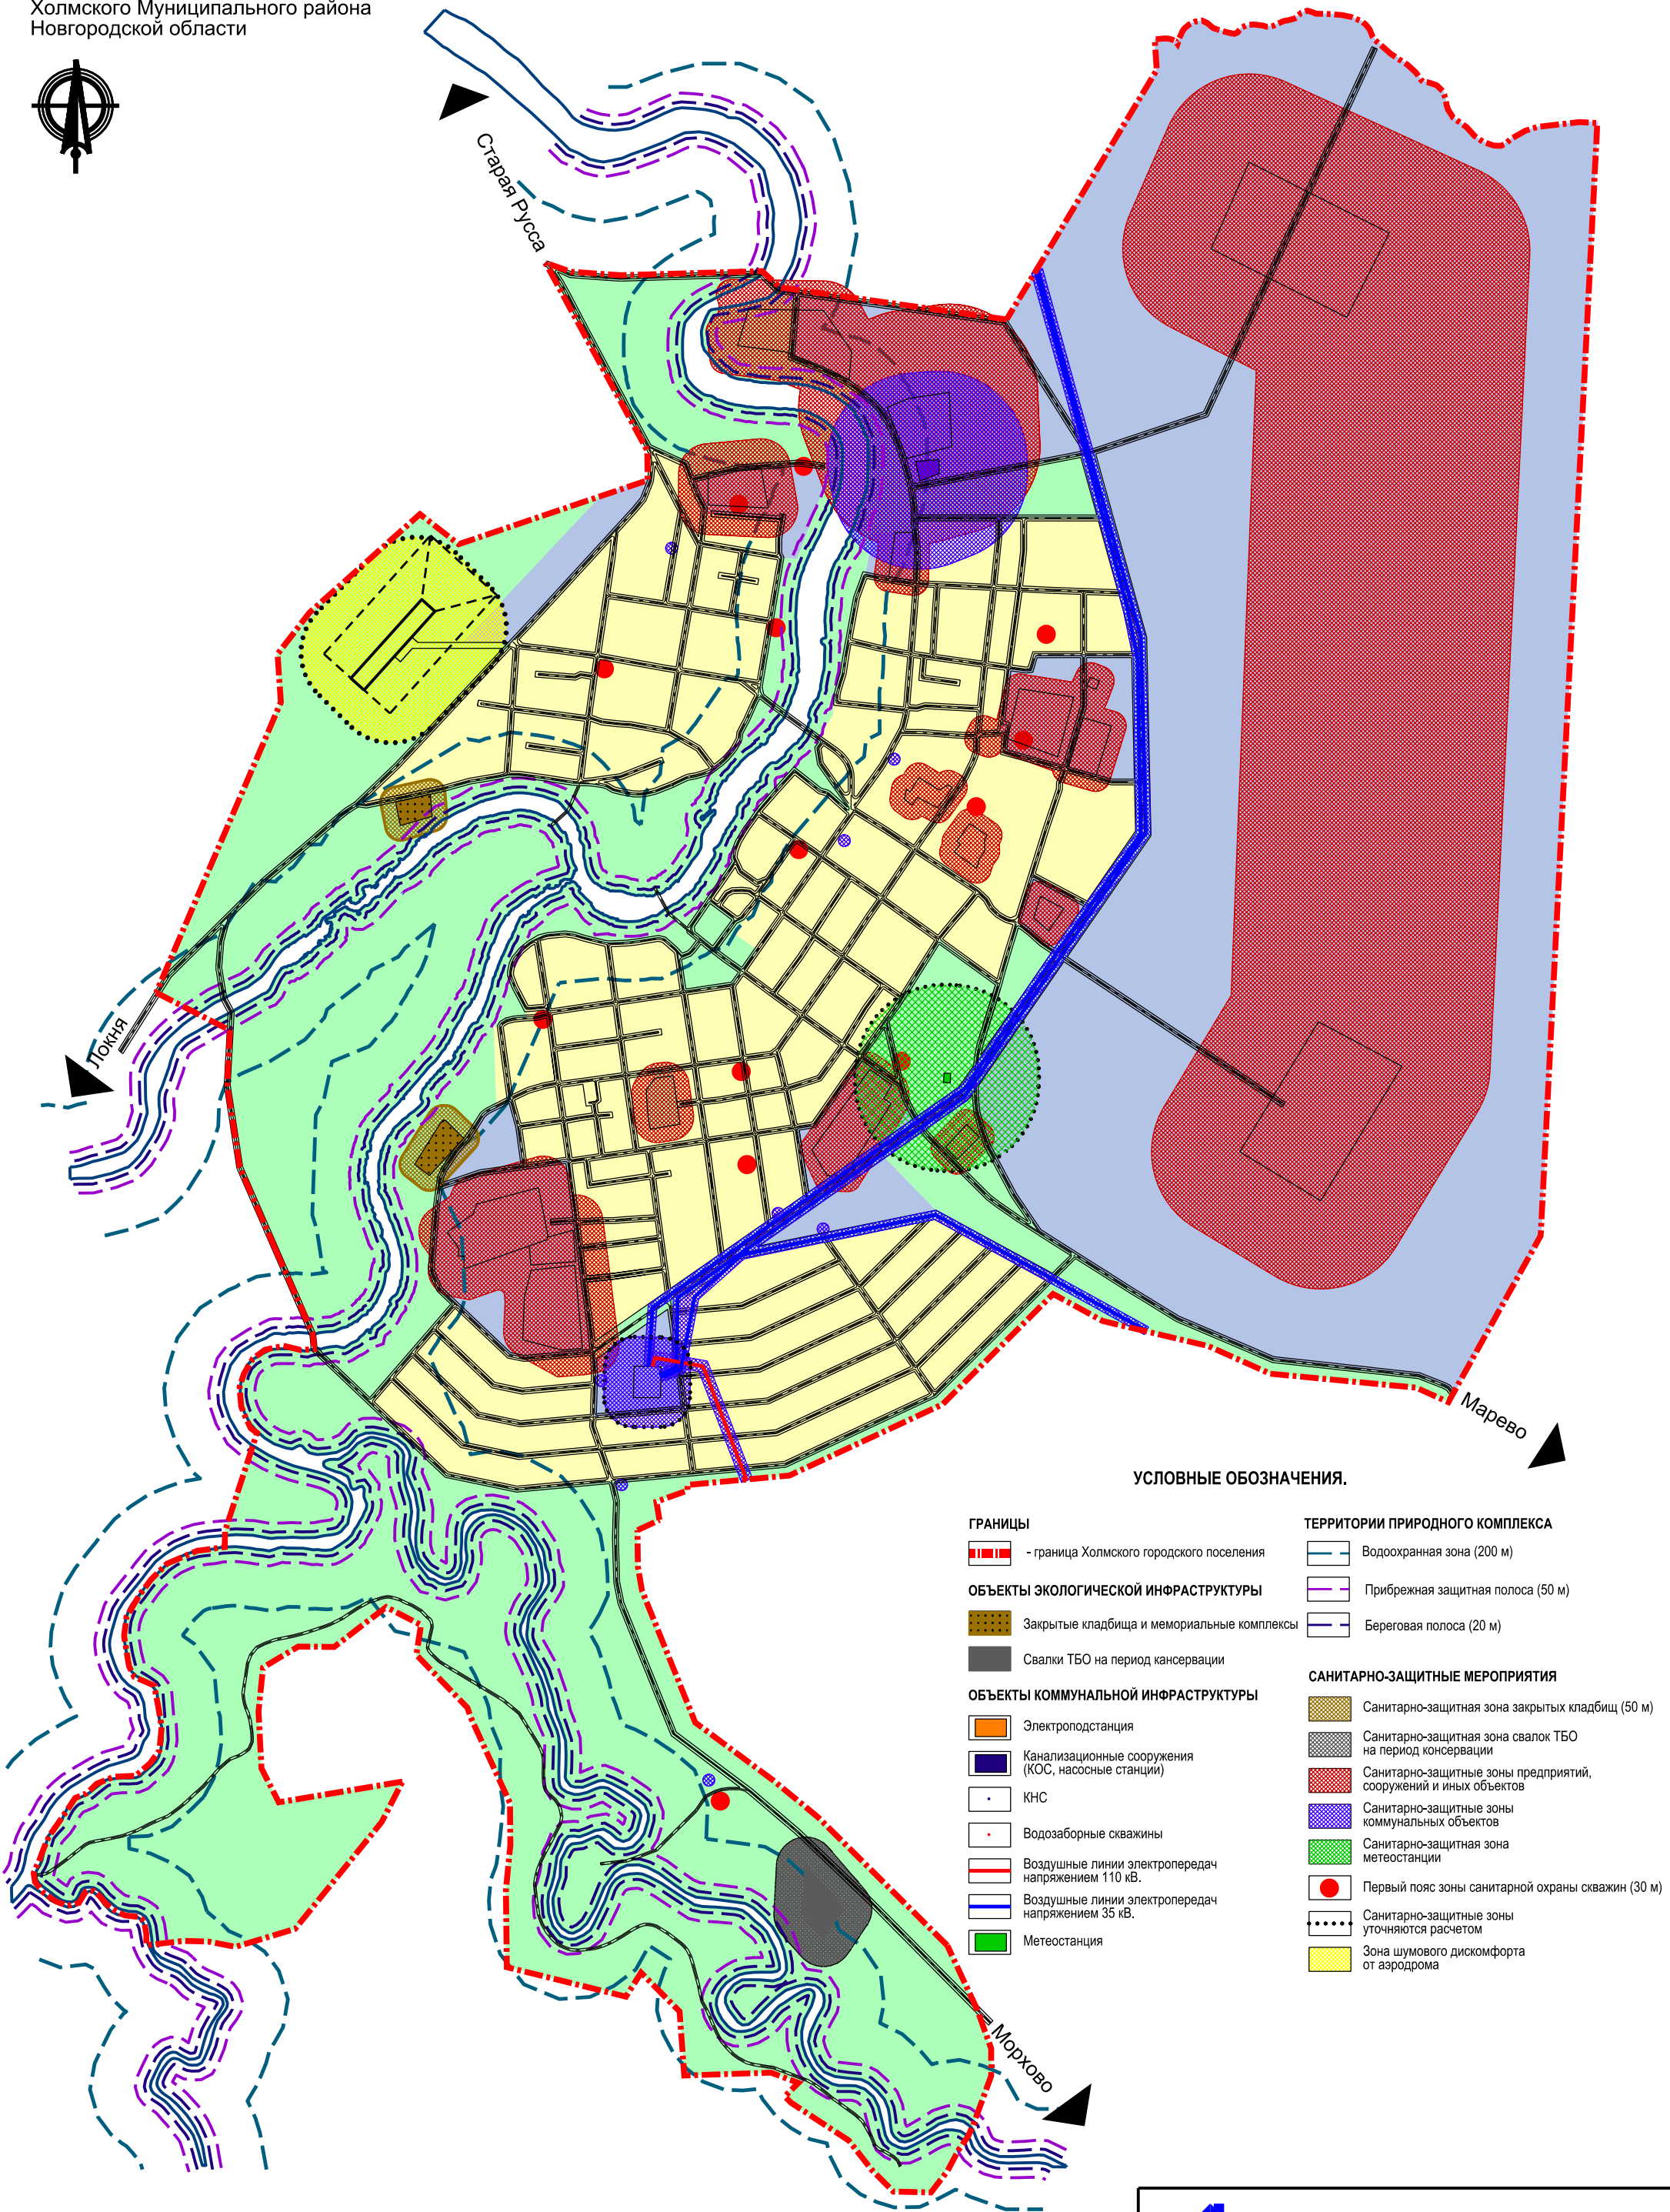 Холмского Муниципального района
Новгородской области
Старая Русса
Локня
Марево
Морхово
УСЛОВНЫЕ ОБОЗНАЧЕНИЯ.
ГРАНИЦЫ
- граница Холмского городского поселения
ОБЪЕКТЫ ЭКОЛОГИЧЕСКОЙ ИНФРАСТРУКТУРЫ
Закрытые кладбища и мемориальные комплексы
Свалки ТБО на период кансервации
ОБЪЕКТЫ КОММУНАЛЬНОЙ ИНФРАСТРУКТУРЫ
Электроподстанция
Канализационные сооружения
(КОС, насосные станции)
КНС
Водозаборные скважины
Воздушные линии электропередач
напряжением 110 кВ.
Воздушные линии электропередач
напряжением 35 кВ.
Метеостанция
ТЕРРИТОРИИ ПРИРОДНОГО КОМПЛЕКСА
Водоохранная зона (200 м)
Прибрежная защитная полоса (50 м)
Береговая полоса (20 м)
САНИТАРНО-ЗАЩИТНЫЕ МЕРОПРИЯТИЯ
Санитарно-защитная зона закрытых кладбищ (50 м)
Санитарно-защитная зона свалок ТБО
на период консервации
Санитарно-защитные зоны предприятий,
сооружений и иных объектов
Санитарно-защитные зоны
коммунальных объектов
Санитарно-защитная зона
метеостанции
Первый пояс зоны санитарной охраны скважин (30 м)
Санитарно-защитные зоны
уточняются расчетом
Зона шумового дискомфорта
от аэродрома